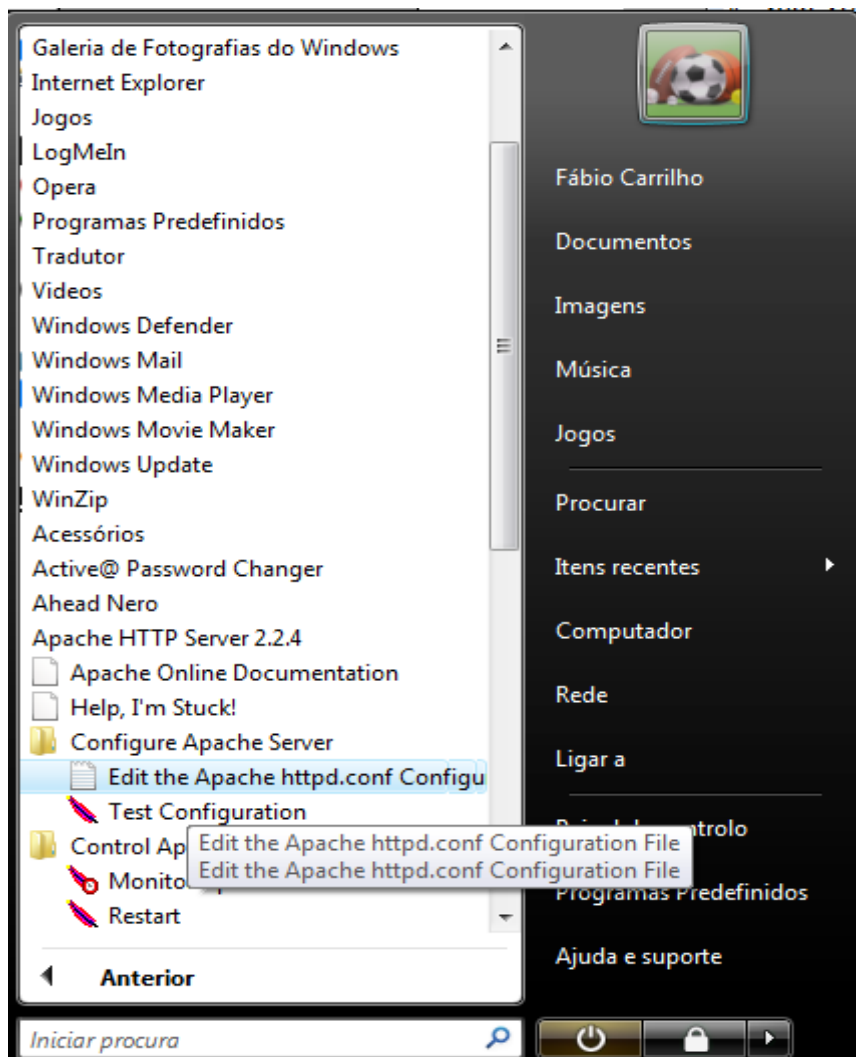 Galeria de Fotografias do Windows
Internet Explorer
Jogos
LogMeIn
Opera
Programas Predefinidos
Tradutor
Videos
Windows Defender
Windows Mail
Windows Media Player
Windows Movie Maker
Windows Update
WinZip
Acessórios
Active@ Password Changer
Ahead Nero
Apache HTTP Server 2.2.4
Apache Online Documentation
Help, I'm Stuck!
Configure Apache Server
Edit the Apache httpd.conf Configu
Test Configuration
Control Ap
Edit the Apache httpd.conf Configuration File
Edit the Apache httpd.conf Configuration File
Restart
Anterior
Iniciar procura
Fábio Carrilho
Documentos
Imagens
Música
Jogos
Procurar
Itens recentes
Computador
Rede
Ligar a
Programas Predefinidos
Ajuda e suporte